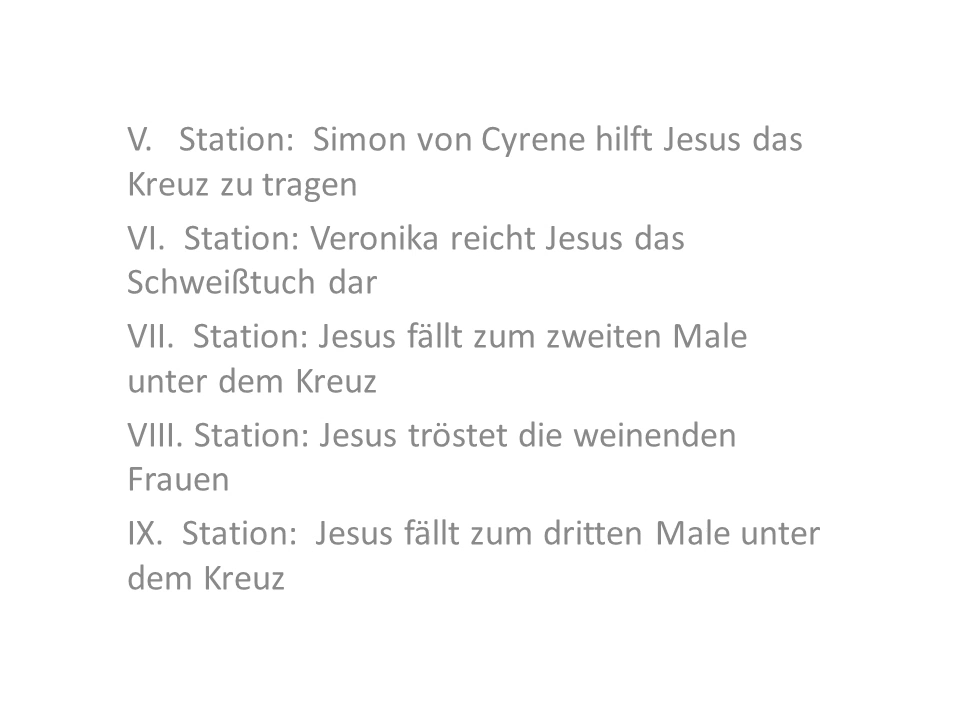 V. Station: Simon von Cyrene hilft Jesus das
Kreuz zu tragen
VI. Station: Veronika reicht Jesus das
Schweißtuch dar
VII. Station: Jesus fällt zum zweiten Male
unter dem Kreuz
VIII. Station: Jesus tröstet die weinenden
Frauen
IX. Station: Jesus fällt zum dritten Male unter
dem Kreuz